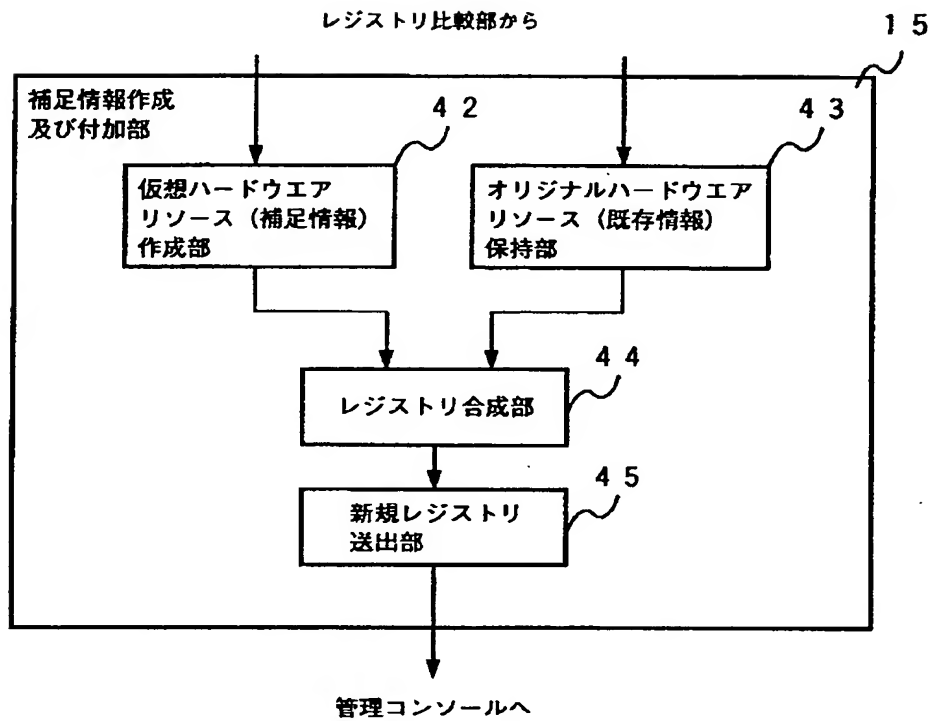 レジストリ比較部から
15
補足情報作成
及び付加部
42
43
仮想ハードウエア
リソース（補足情報）
作成部
オリジナルハードウエア
リソース（既存情報）
保持部
44
レジストリ合成部
45
新規レジストリ
送出部
管理コンソールへ